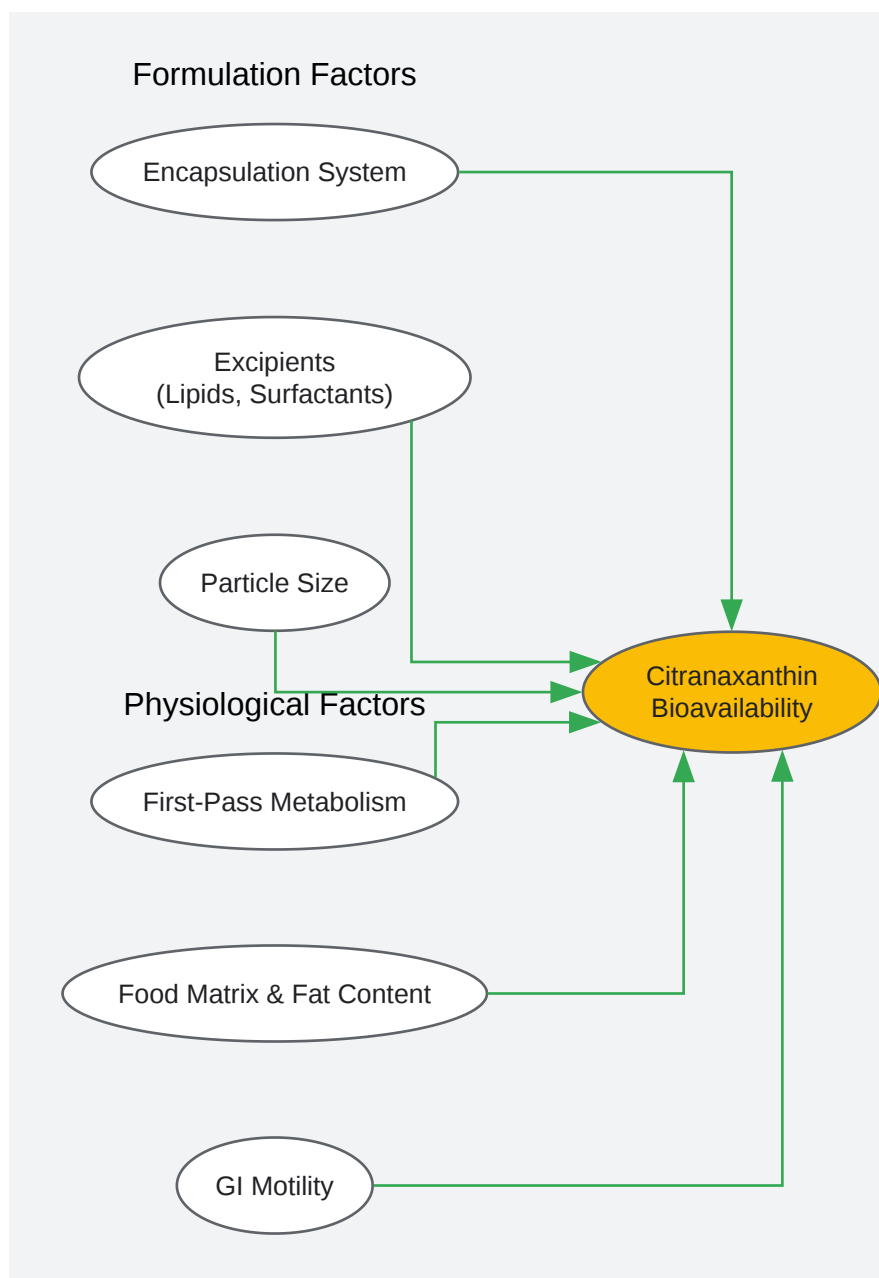 Formulation Factors
Encapsulation System
Excipients
(Lipids, Surfactants)
Particle Size
Citranaxanthin
Bioavailability
Physiological Factors
First-Pass Metabolism
Food Matrix & Fat Content
GI Motility